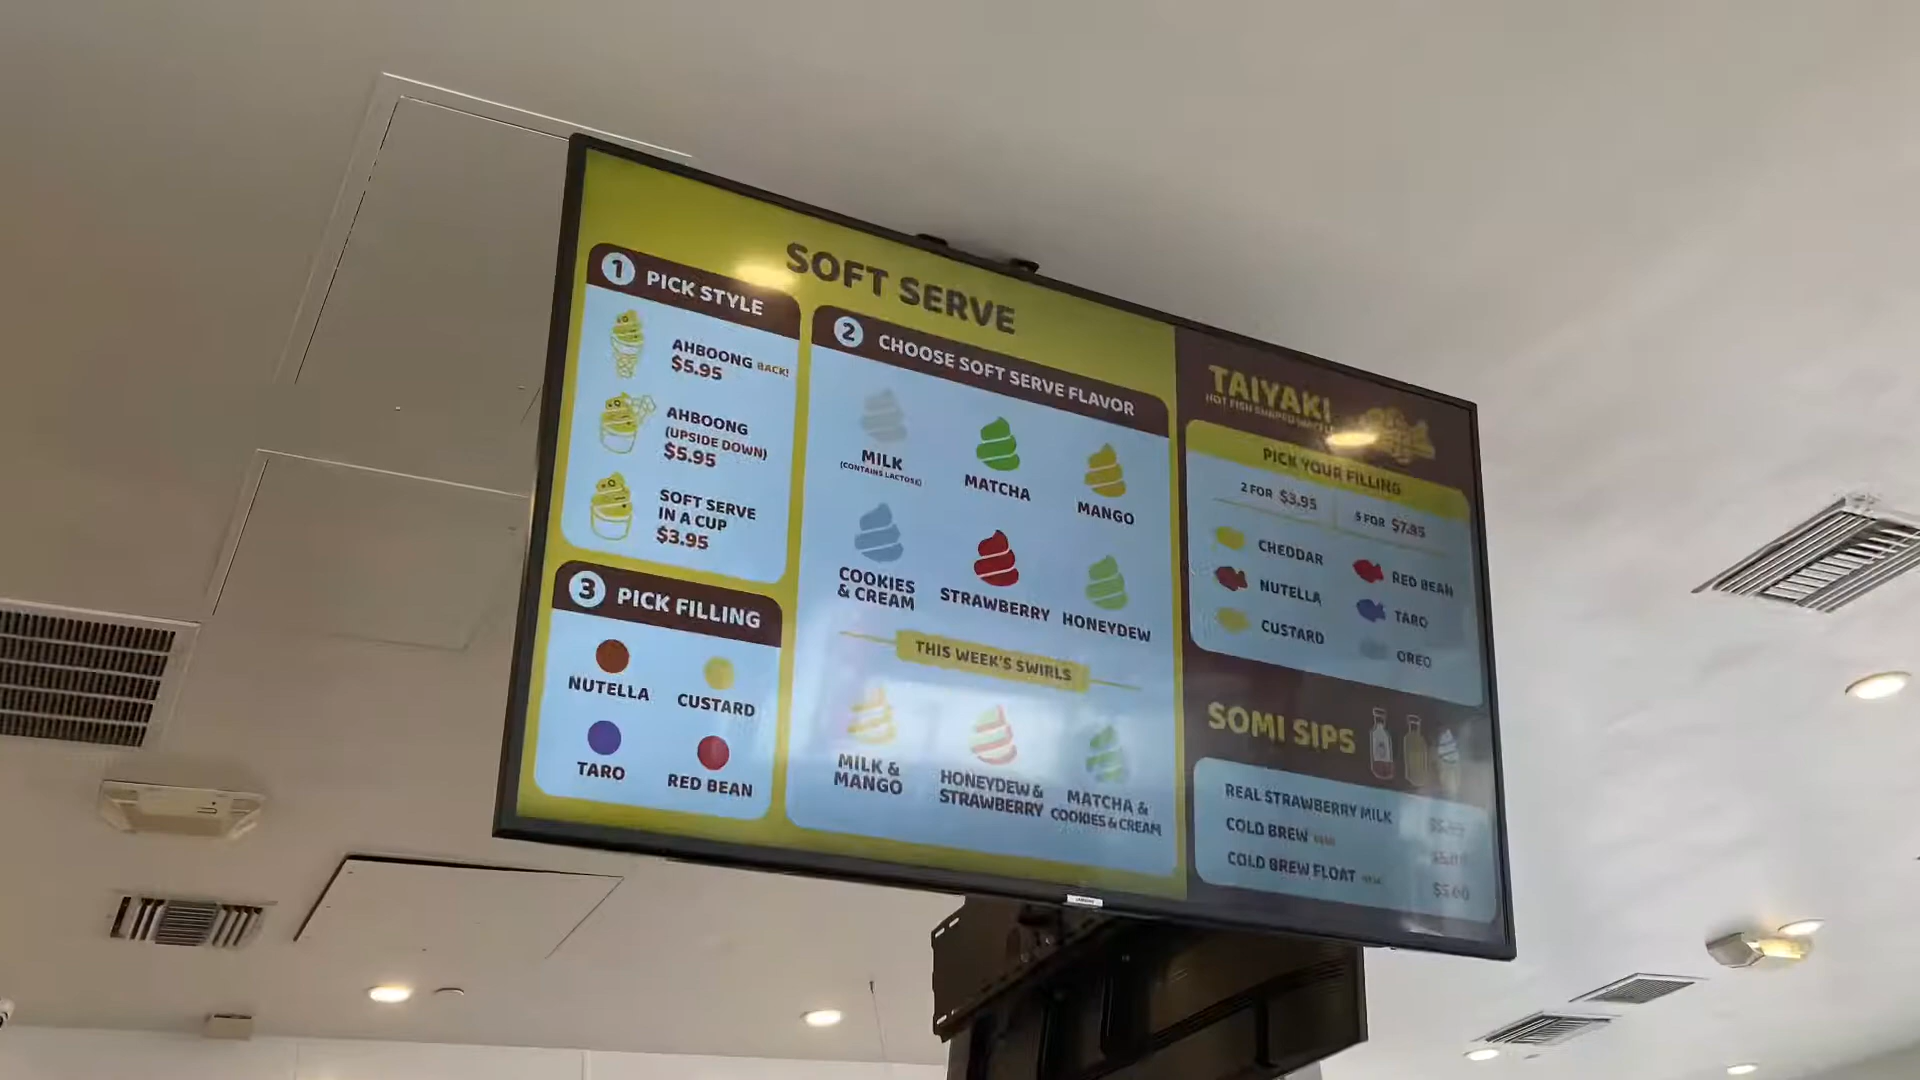 SOFT SERVE
1 PICK STYLE
AHBOONG BACK!
$5.95
AHBOONG
(UPSIDE DOWN)
$5.95
SOFT SERVE
IN A CUP
$3.95
2 CHOOSE SOFT SERVE FLAVOR
MILK
(CONTAINS LACTOSE)
MATCHA
MANGO
COOKIES
& CREAM
STRAWBERRY
HONEYDEW
THIS WEEK'S SWIRLS
MILK &
MANGO
HONEYDEW &
STRAWBERRY
MATCHA &
COOKIES & CREAM
3 PICK FILLING
NUTELLA
CUSTARD
TARO
RED BEAN
TAIYAKI
HOT FISH SHAPED
PICK YOUR FILLING
2 FOR $3.95
5 FOR $7.95
CHEDDAR
RED BEAN
NUTELLA
TARO
CUSTARD
OREO
SOMI SIPS
REAL STRAWBERRY MILK
COLD BREW
COLD BREW FLOAT
$5.00